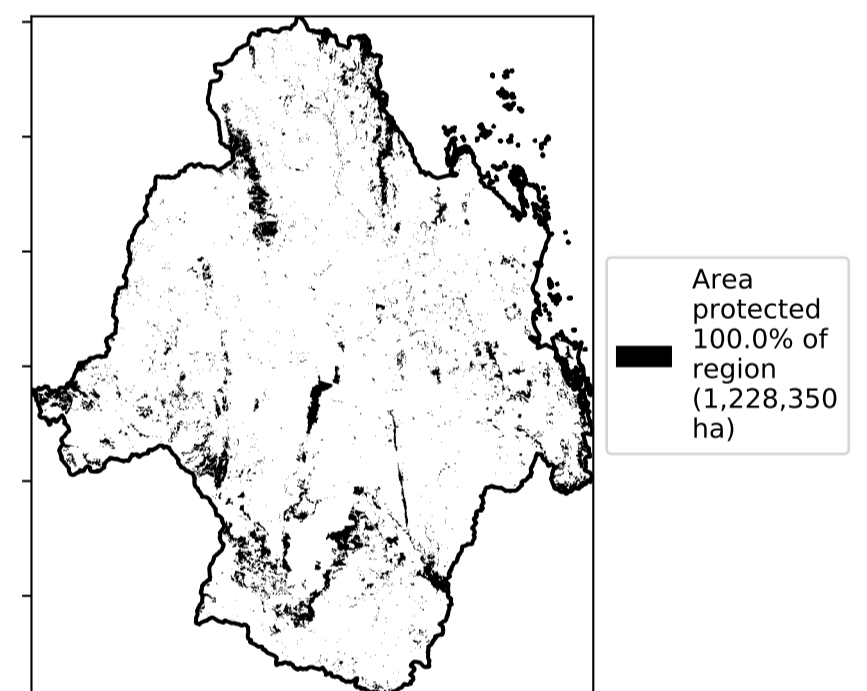 Area
protected
100.0% of
region
(1,228,350
ha)